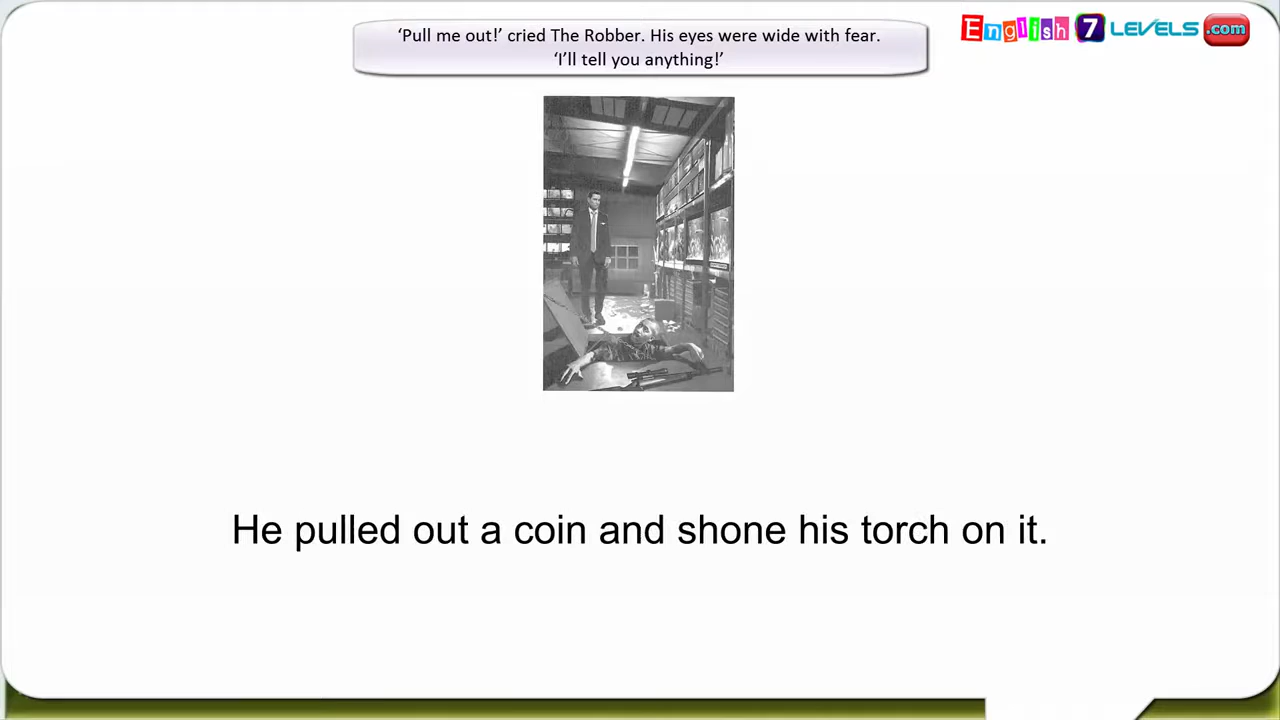 ‘Pull me out!’ cried The Robber. His eyes were wide with fear.
‘I’ll tell you anything!’
English 7 LEVELS .com
He pulled out a coin and shone his torch on it.